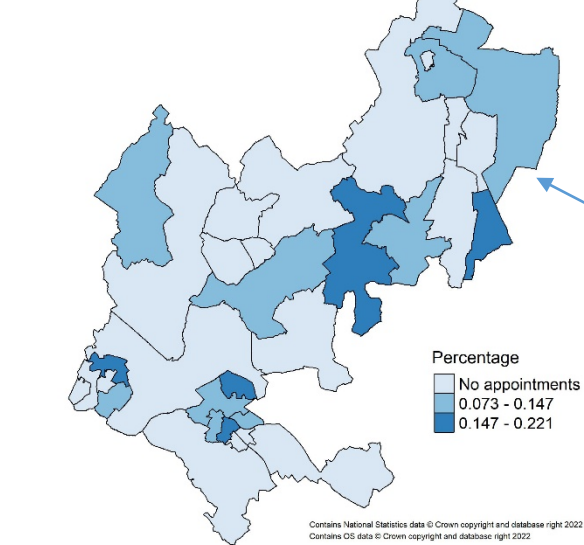 Percentage
No appointments
0.073 - 0.147
0.147 - 0.221
Contains National Statistics data © Crown copyright and database right 2022
Contains OS data © Crown copyright and database right 2022